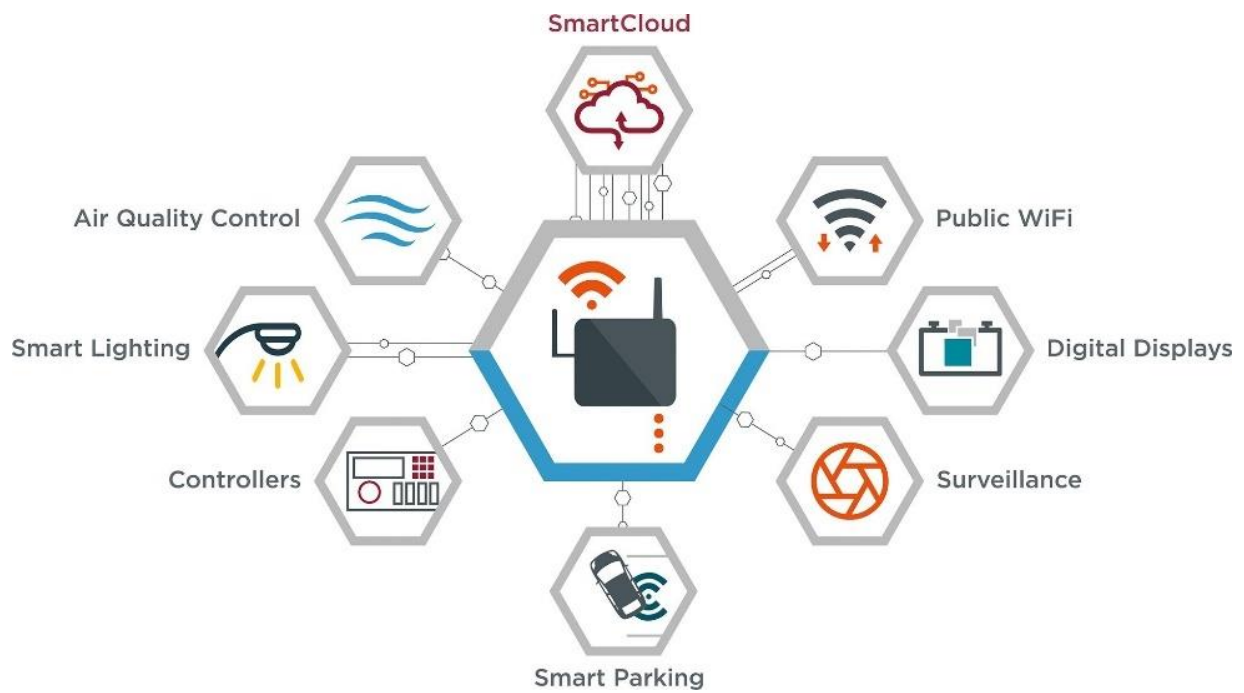 SmartCloud
Air Quality Control
Public WiFi
Smart Lighting
Digital Displays
Controllers
Surveillance
Smart Parking